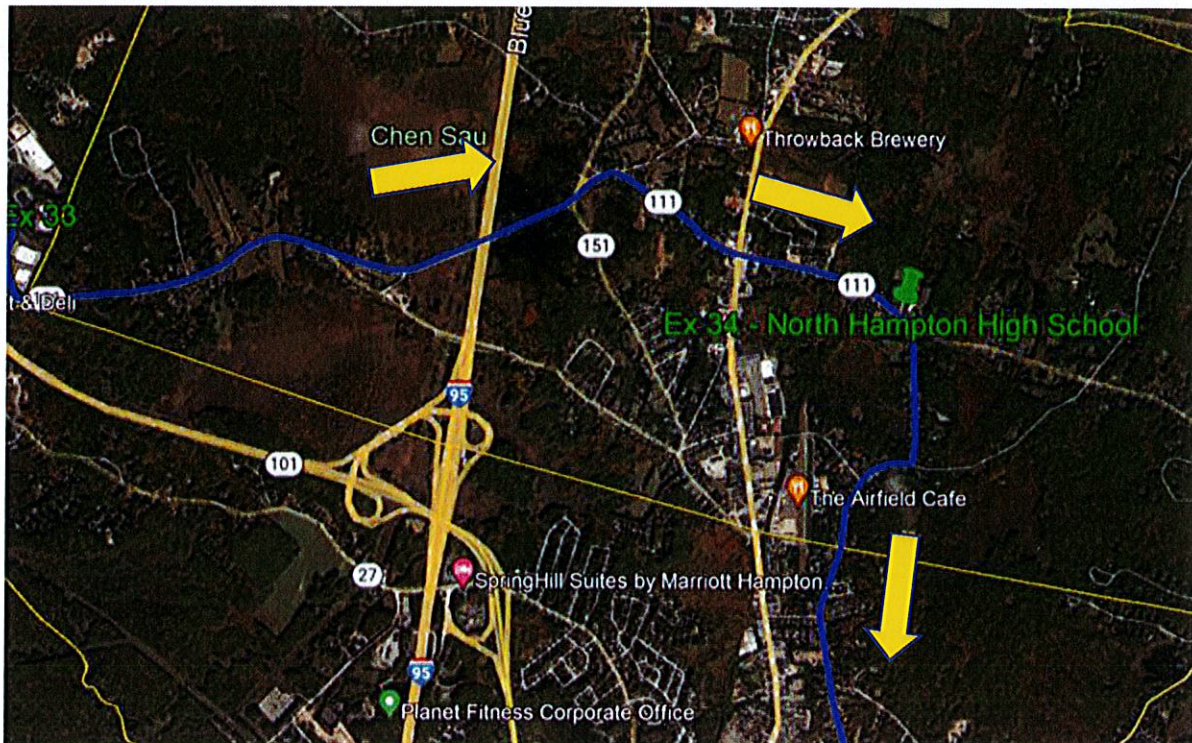 Blue
Chen Sau
Throwback Brewery
Ex 33
111
151
t & Deli
111
Ex 34 - North Hampton High School
95
101
The Airfield Cafe
27
SpringHill Suites by Marriott Hampton
95
Planet Fitness Corporate Office